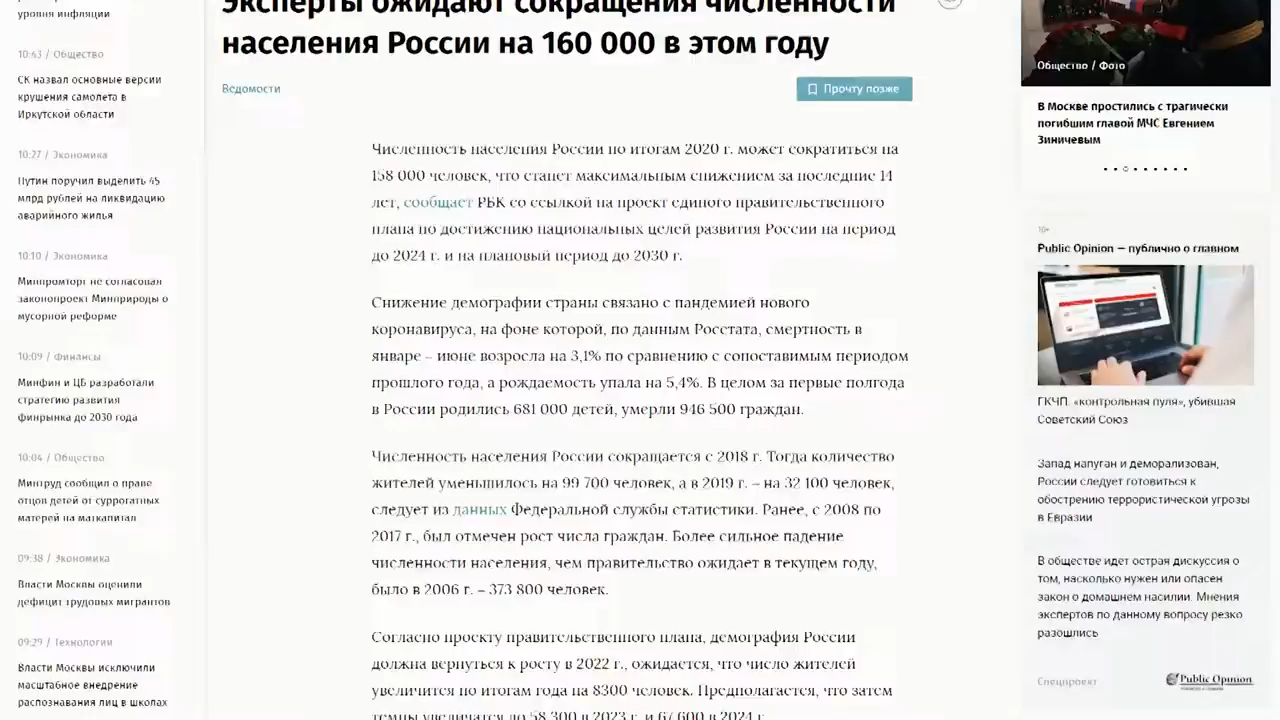 уровня инфляции
10:43 / Общество
СК назвал основные версии
крушения самолета в
Иркутской области
10:27 / Экономика
Путин поручил выделить 45
млрд рублей на ликвидацию
аварийного жилья
10:10 / Экономика
Минпромторг не согласовал
законопроект Минприроды о
мусорной реформе
10:09 / Финансы
Минфин и ЦБ разработали
стратегию развития
финрынка до 2030 года
10:04 / Общество
Минтруд сообщил о праве
отцов детей от суррогатных
матерей на маткапитал
09:38 / Экономика
Власти Москвы оценили
дефицит трудовых мигрантов
09:29 / Технологии
Власти Москвы исключили
масштабное внедрение
распознавания лиц в школах
Эксперты ожидают сокращения численности
населения России на 160 000 в этом году
Ведомости
Прочту позже
Численность населения России по итогам 2020 г. может сократиться на
158 000 человек, что станет максимальным снижением за последние 14
лет, сообщает РБК со ссылкой на проект единого правительственного
плана по достижению национальных целей развития России на период
до 2024 г. и на плановый период до 2030 г.
Снижение демографии страны связано с пандемией нового
коронавируса, на фоне которой, по данным Росстата, смертность в
январе – июне возросла на 3,1% по сравнению с сопоставимым периодом
прошлого года, а рождаемость упала на 5,4%. В целом за первые полгода
в России родились 681 000 детей, умерли 946 500 граждан.
Численность населения России сокращается с 2018 г. Тогда количество
жителей уменьшилось на 99 700 человек, а в 2019 г. – на 32 100 человек,
следует из данных Федеральной службы статистики. Ранее, с 2008 по
2017 г., был отмечен рост числа граждан. Более сильное падение
численности населения, чем правительство ожидает в текущем году,
было в 2006 г. – 373 800 человек.
Согласно проекту правительственного плана, демография России
должна вернуться к росту в 2022 г., ожидается, что число жителей
увеличится по итогам года на 8300 человек. Предполагается, что затем
темпы увеличатся до 58 300 в 2023 г. и 67 600 в 2024 г.
Общество / Фото
В Москве простились с трагически
погибшим главой МЧС Евгением
Зиничевым
16+
Public Opinion — публично о главном
ГКЧП: «контрольная пуля», убившая
Советский Союз
Запад напуган и деморализован,
России следует готовиться к
обострению террористической угрозы
в Евразии
В обществе идет острая дискуссия о
том, насколько нужен или опасен
закон о домашнем насилии. Мнения
экспертов по данному вопросу резко
разошлись
Спецпроект
Public Opinion